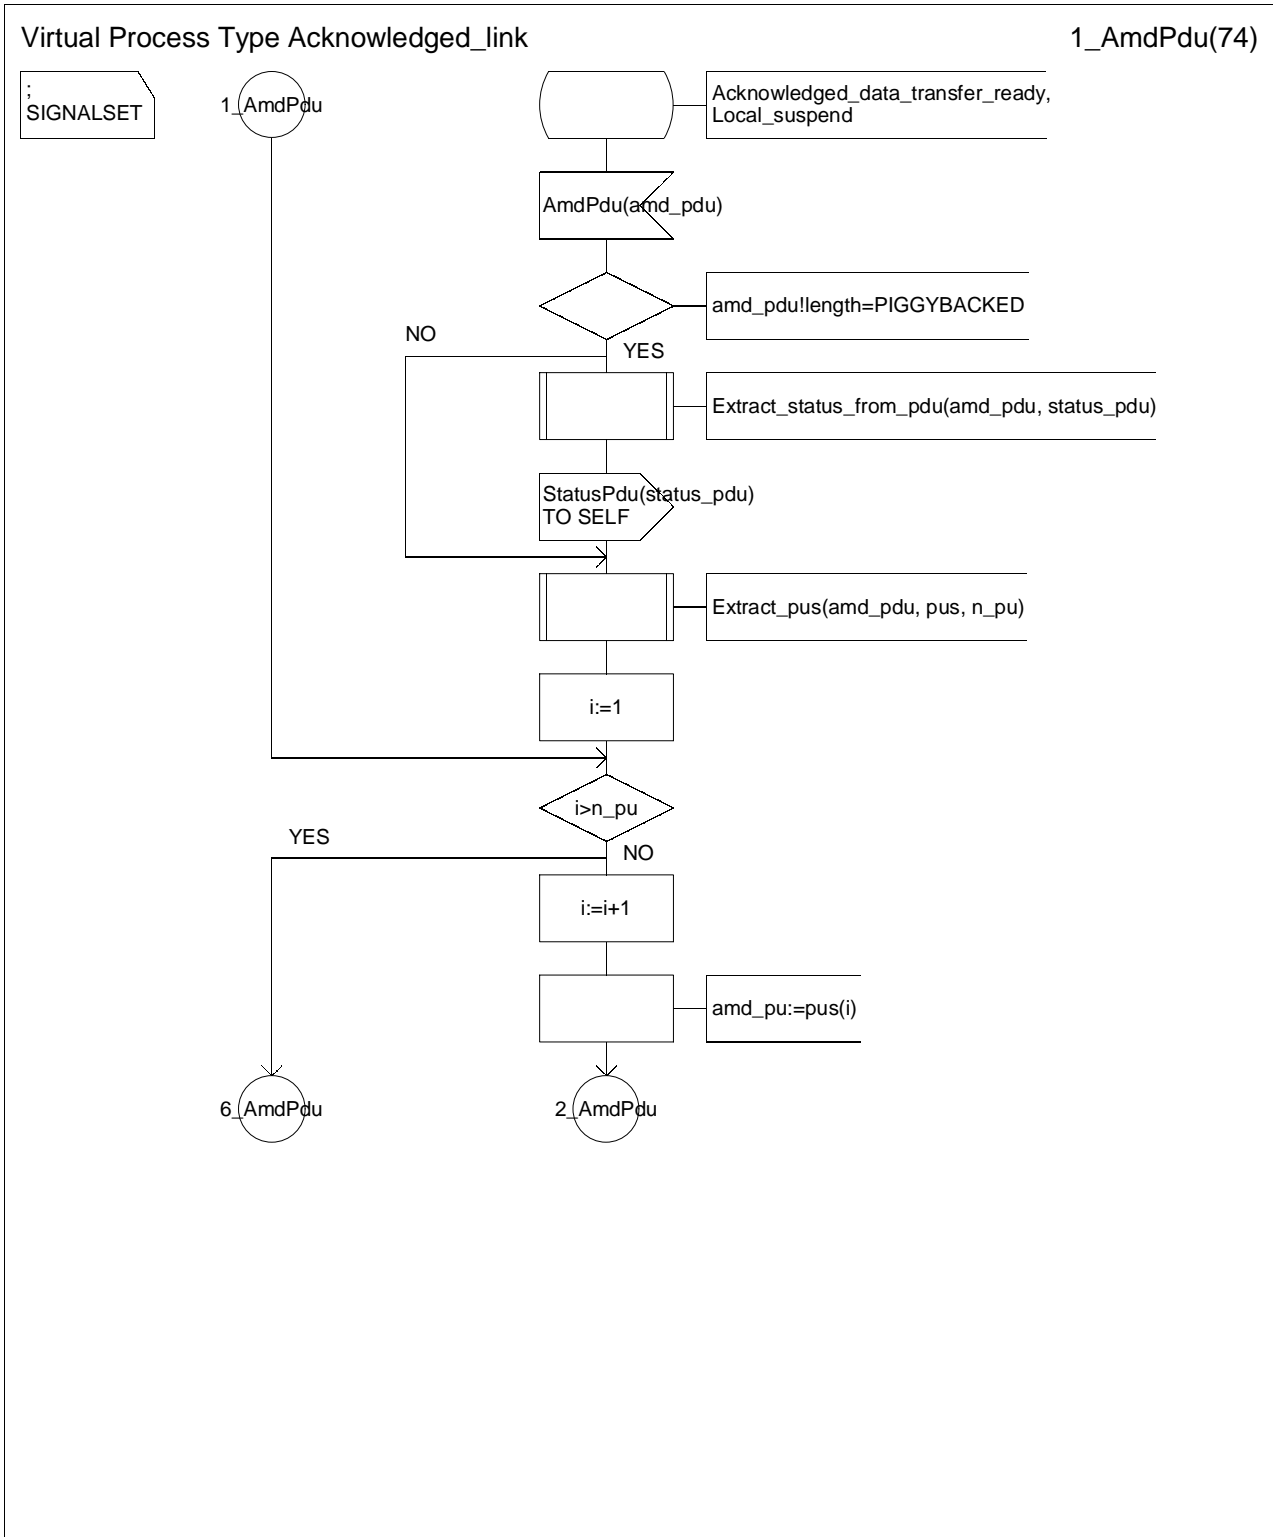 Virtual Process Type Acknowledged_link
1_AmdPdu(74)
;
SIGNALSET
1_AmdPdu
Acknowledged_data_transfer_ready,
Local_suspend
AmdPdu(amd_pdu)
amd_pdu!length=PIGGYBACKED
NO
YES
Extract_status_from_pdu(amd_pdu, status_pdu)
StatusPdu(status_pdu)
TO SELF
Extract_pus(amd_pdu, pus, n_pu)
i:=1
i>n_pu
YES
NO
i:=i+1
amd_pu:=pus(i)
6_AmdPdu
2_AmdPdu